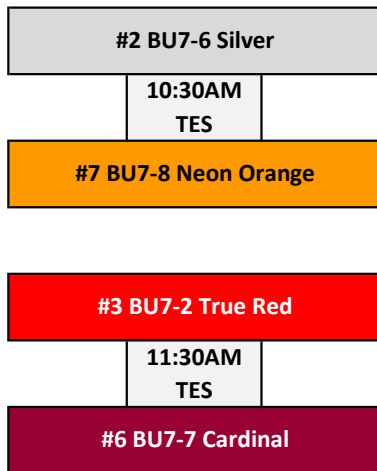 #2 BU7-6 Silver
10:30AM
TES
#7 BU7-8 Neon Orange
#3 BU7-2 True Red
11:30AM
TES
#6 BU7-7 Cardinal